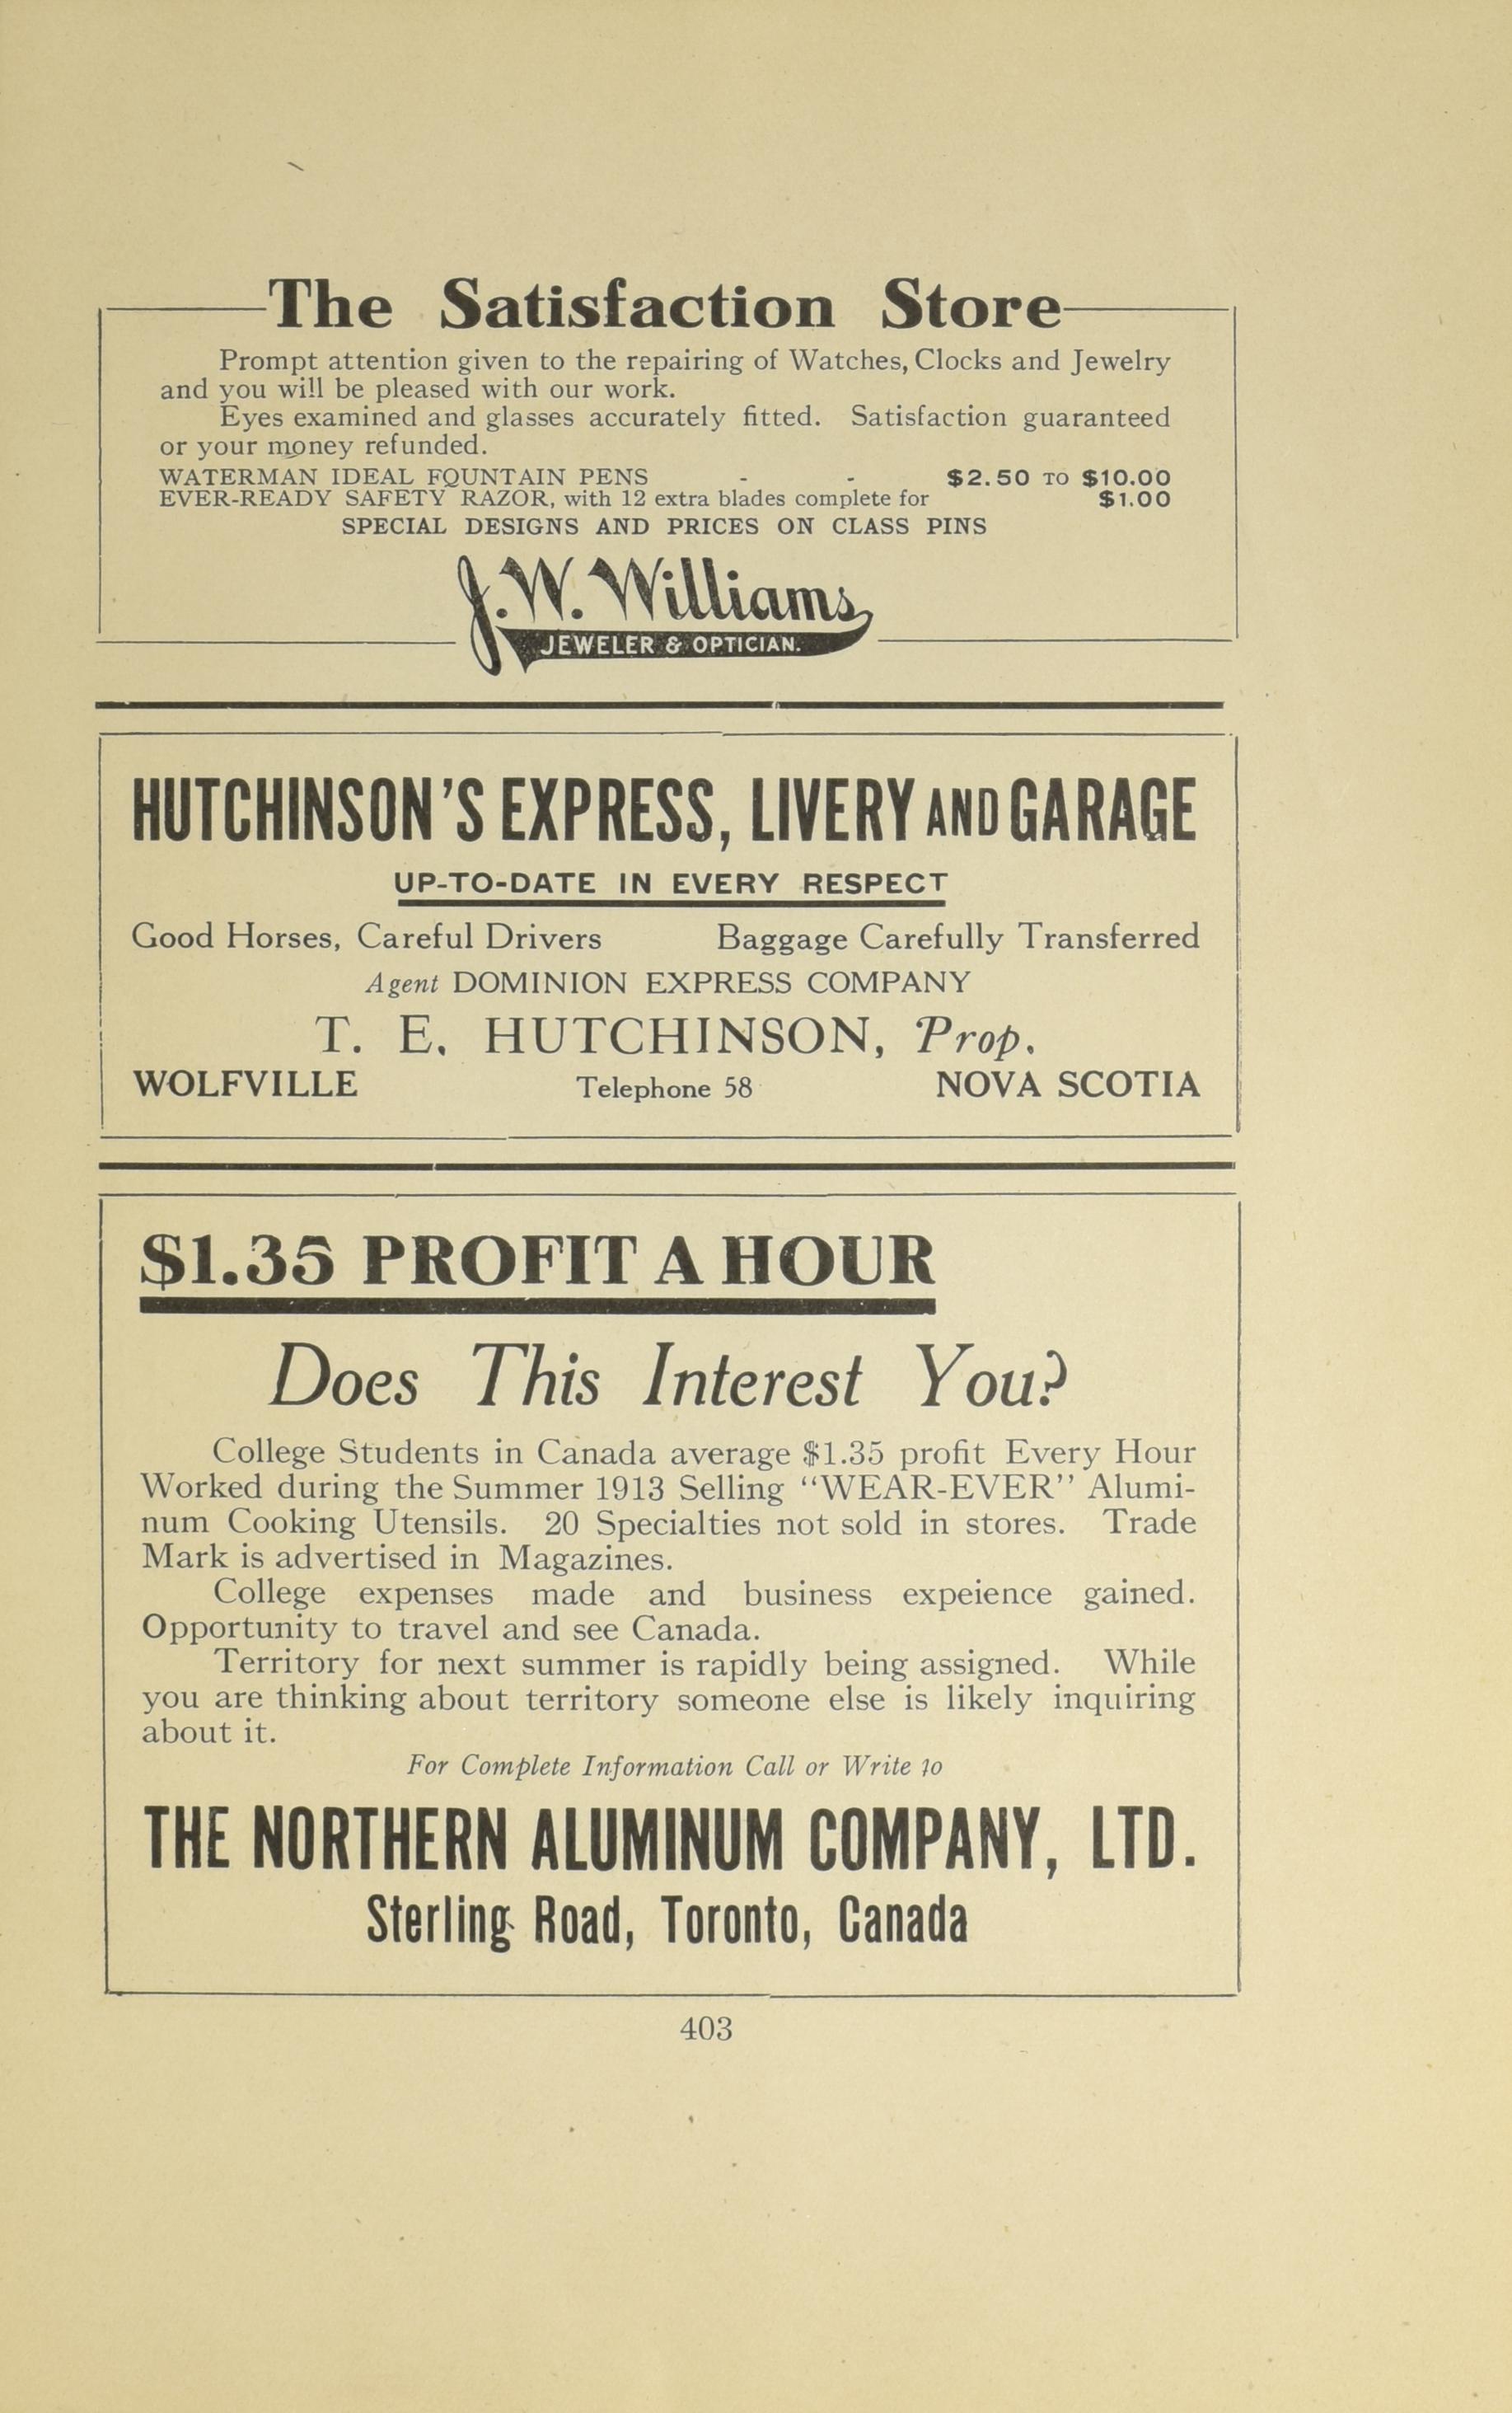 The Satisfaction Store
Prompt attention given to the repairing of Watches, Clocks and Jewelry
and you will be pleased with our work.
Eyes examined and glasses accurately fitted. Satisfaction guaranteed
or your money refunded.
WATERMAN IDEAL FOUNTAIN PENS - - $2.50 TO $10.00
EVER-READY SAFETY RAZOR, with 12 extra blades complete for $1.00
SPECIAL DESIGNS AND PRICES ON CLASS PINS
J. W. Williams
JEWELER & OPTICIAN.
HUTCHINSON'S EXPRESS, LIVERY AND GARAGE
UP-TO-DATE IN EVERY RESPECT
Good Horses, Careful Drivers Baggage Carefully Transferred
Agent DOMINION EXPRESS COMPANY
T. E. HUTCHINSON, Prop.
WOLFVILLE Telephone 58 NOVA SCOTIA
$1.35 PROFIT A HOUR
Does This Interest You?
College Students in Canada average $1.35 profit Every Hour
Worked during the Summer 1913 Selling "WEAR-EVER" Alumi-
num Cooking Utensils. 20 Specialties not sold in stores. Trade
Mark is advertised in Magazines.
College expenses made and business expeience gained.
Opportunity to travel and see Canada.
Territory for next summer is rapidly being assigned. While
you are thinking about territory someone else is likely inquiring
about it.
For Complete Information Call or Write to
THE NORTHERN ALUMINUM COMPANY, LTD.
Sterling Road, Toronto, Canada
403